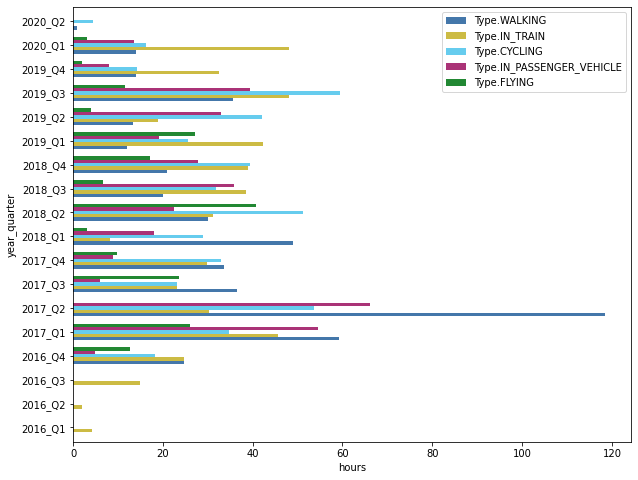 Type.WALKING
Type.IN_TRAIN
Type.CYCLING
Type.IN_PASSENGER_VEHICLE
Type.FLYING
year_quarter
2020_Q2
2020_Q1
2019_Q4
2019_Q3
2019_Q2
2019_Q1
2018_Q4
2018_Q3
2018_Q2
2018_Q1
2017_Q4
2017_Q3
2017_Q2
2017_Q1
2016_Q4
2016_Q3
2016_Q2
2016_Q1
0 20 40 60 80 100 120
hours